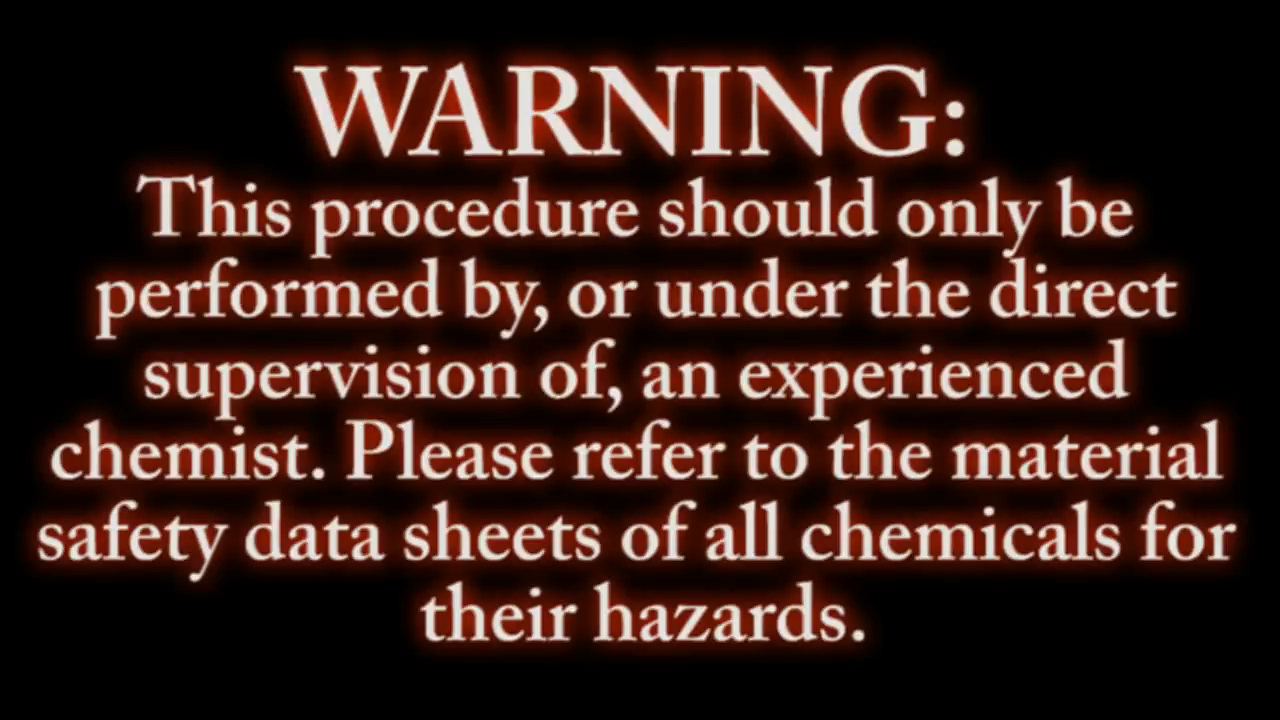 WARNING:
This procedure should only be
performed by, or under the direct
supervision of, an experienced
chemist. Please refer to the material
safety data sheets of all chemicals for
their hazards.